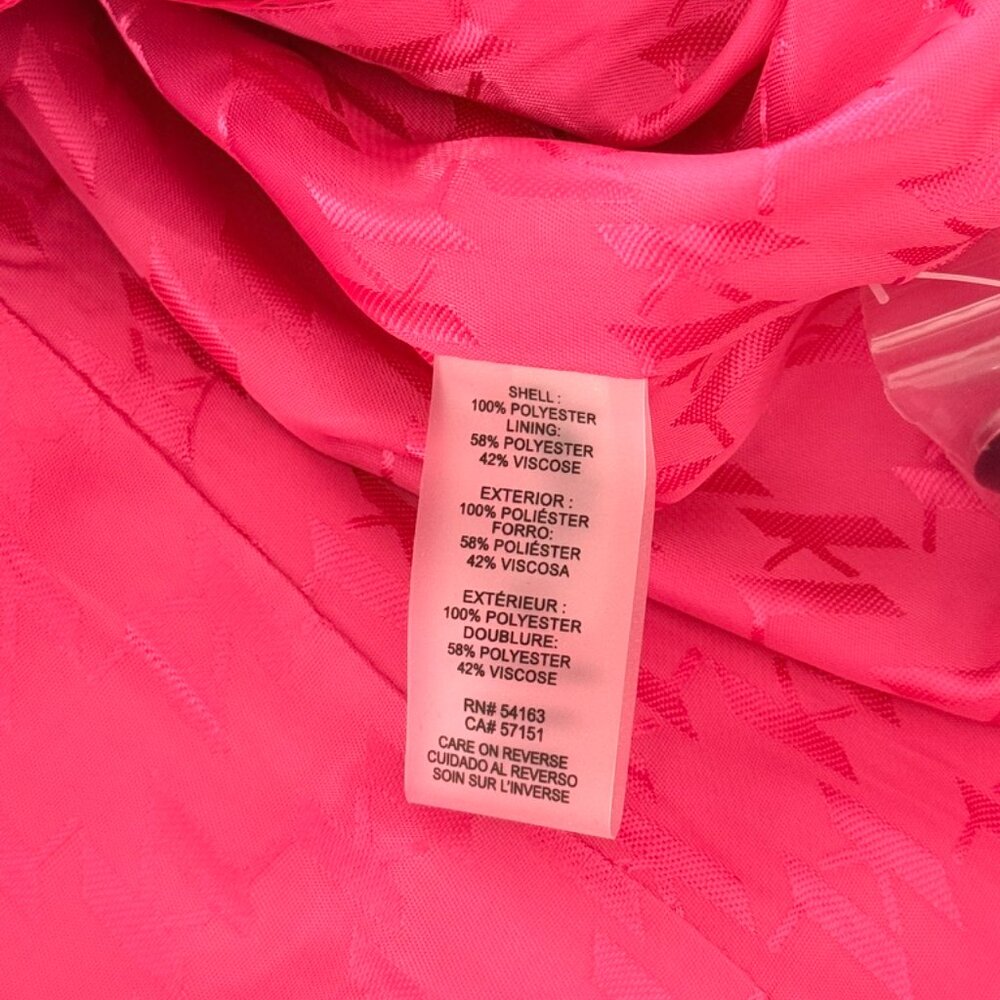 SHELL :
100% POLYESTER
LINING:
58% POLYESTER
42% VISCOSE
EXTERIOR :
100% POLIÉSTER
FORRO:
58% POLIÉSTER
42% VISCOSA
EXTÉRIEUR :
100% POLYESTER
DOUBLURE:
58% POLYESTER
42% VISCOSE
RN# 54163
CA# 57151
CARE ON REVERSE
CUIDADO AL REVERSO
SOIN SUR L'INVERSE